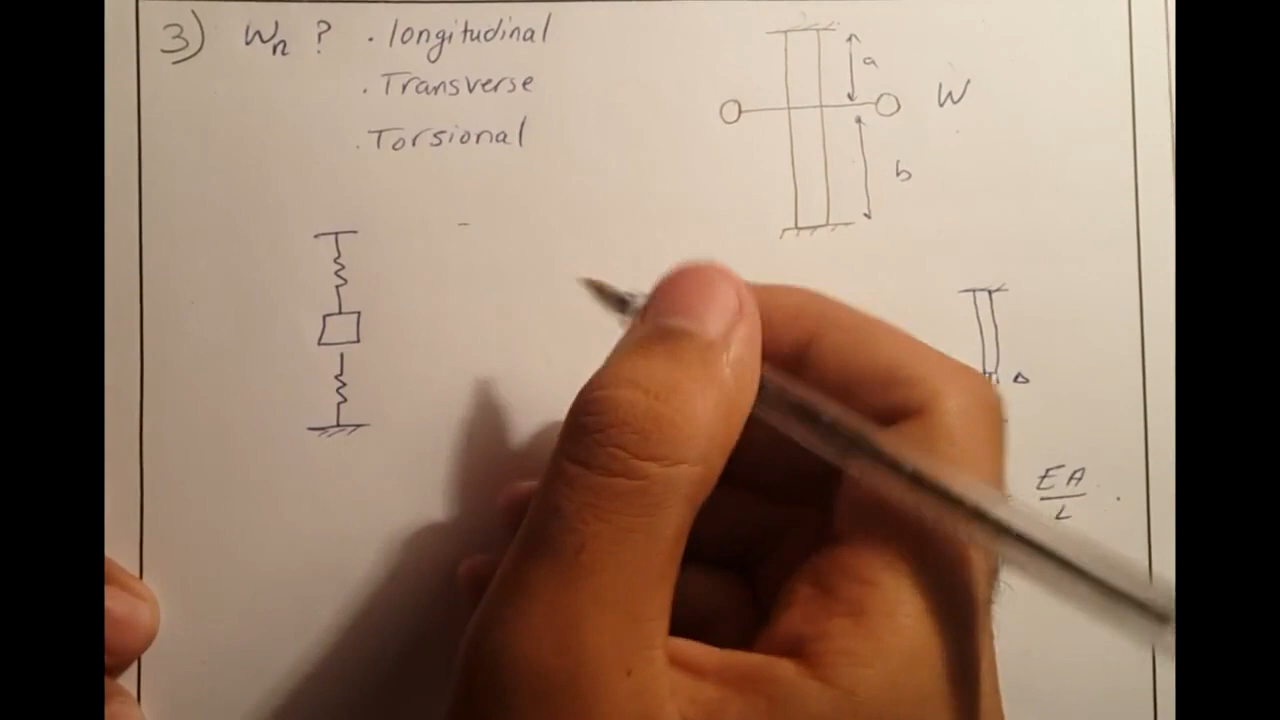 3) Wn ? . longitudinal
. Transverse
. Torsional
a
W
b
Δ
EA
L